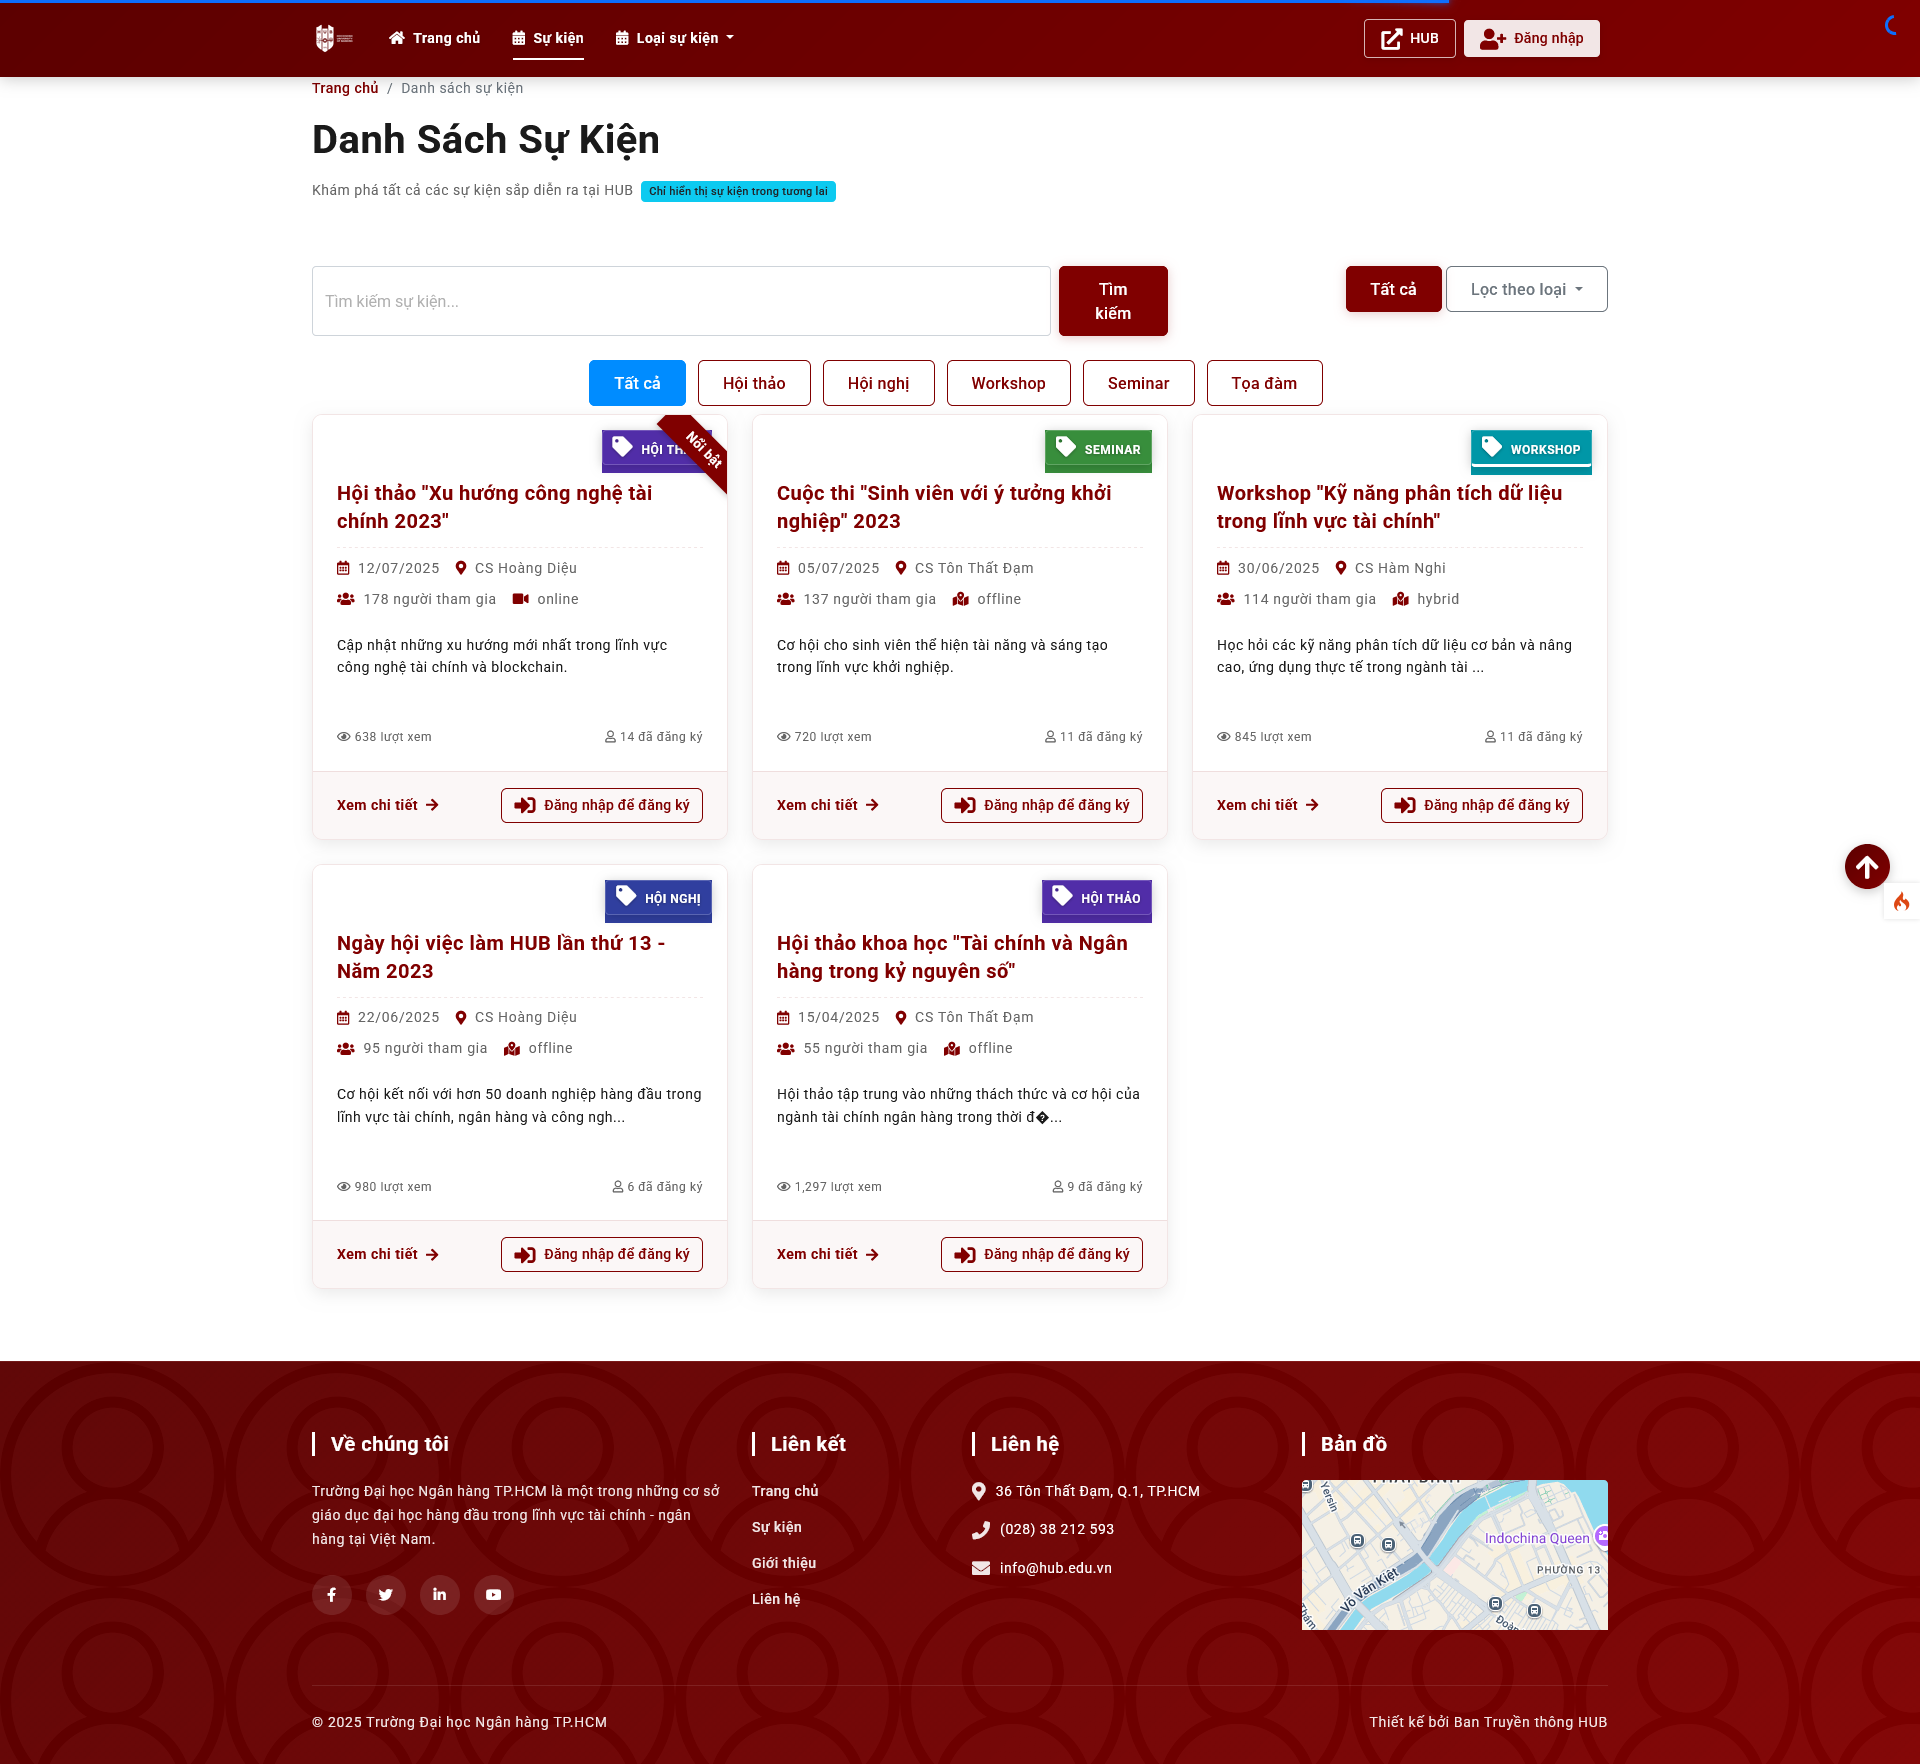 Trang chủ
Sự kiện
Loại sự kiện
HUB
Đăng nhập
Trang chủ / Danh sách sự kiện
Danh Sách Sự Kiện
Khám phá tất cả các sự kiện sắp diễn ra tại HUB
Chỉ hiển thị sự kiện trong tương lai
Tìm kiếm sự kiện...
Tìm
kiếm
Tất cả
Lọc theo loại
Tất cả
Hội thảo
Hội nghị
Workshop
Seminar
Tọa đàm
Nổi bật
Hội thảo "Xu hướng công nghệ tài
chính 2023"
12/07/2025 CS Hoàng Diệu
178 người tham gia online
Cập nhật những xu hướng mới nhất trong lĩnh vực
công nghệ tài chính và blockchain.
638 lượt xem 14 đã đăng ký
Xem chi tiết Đăng nhập để đăng ký
SEMINAR
Cuộc thi "Sinh viên với ý tưởng khởi
nghiệp" 2023
05/07/2025 CS Tôn Thất Đạm
137 người tham gia offline
Cơ hội cho sinh viên thể hiện tài năng và sáng tạo
trong lĩnh vực khởi nghiệp.
720 lượt xem 11 đã đăng ký
Xem chi tiết Đăng nhập để đăng ký
WORKSHOP
Workshop "Kỹ năng phân tích dữ liệu
trong lĩnh vực tài chính"
30/06/2025 CS Hàm Nghi
114 người tham gia hybrid
Học hỏi các kỹ năng phân tích dữ liệu cơ bản và nâng
cao, ứng dụng thực tế trong ngành tài ...
845 lượt xem 11 đã đăng ký
Xem chi tiết Đăng nhập để đăng ký
HỘI NGHỊ
Ngày hội việc làm HUB lần thứ 13 -
Năm 2023
22/06/2025 CS Hoàng Diệu
95 người tham gia offline
Cơ hội kết nối với hơn 50 doanh nghiệp hàng đầu trong
lĩnh vực tài chính, ngân hàng và công ngh...
980 lượt xem 6 đã đăng ký
Xem chi tiết Đăng nhập để đăng ký
HỘI THẢO
Hội thảo khoa học "Tài chính và Ngân
hàng trong kỷ nguyên số"
15/04/2025 CS Tôn Thất Đạm
55 người tham gia offline
Hội thảo tập trung vào những thách thức và cơ hội của
ngành tài chính ngân hàng trong thời đ�...
1,297 lượt xem 9 đã đăng ký
Xem chi tiết Đăng nhập để đăng ký
Về chúng tôi
Trường Đại học Ngân hàng TP.HCM là một trong những cơ sở
giáo dục đại học hàng đầu trong lĩnh vực tài chính - ngân
hàng tại Việt Nam.
Liên kết
Trang chủ
Sự kiện
Giới thiệu
Liên hệ
Liên hệ
36 Tôn Thất Đạm, Q.1, TP.HCM
(028) 38 212 593
info@hub.edu.vn
Bản đồ
Yersin
Indochina Queen
PHƯỜNG 13
Võ Văn Kiệt
© 2025 Trường Đại học Ngân hàng TP.HCM
Thiết kế bởi Ban Truyền thông HUB